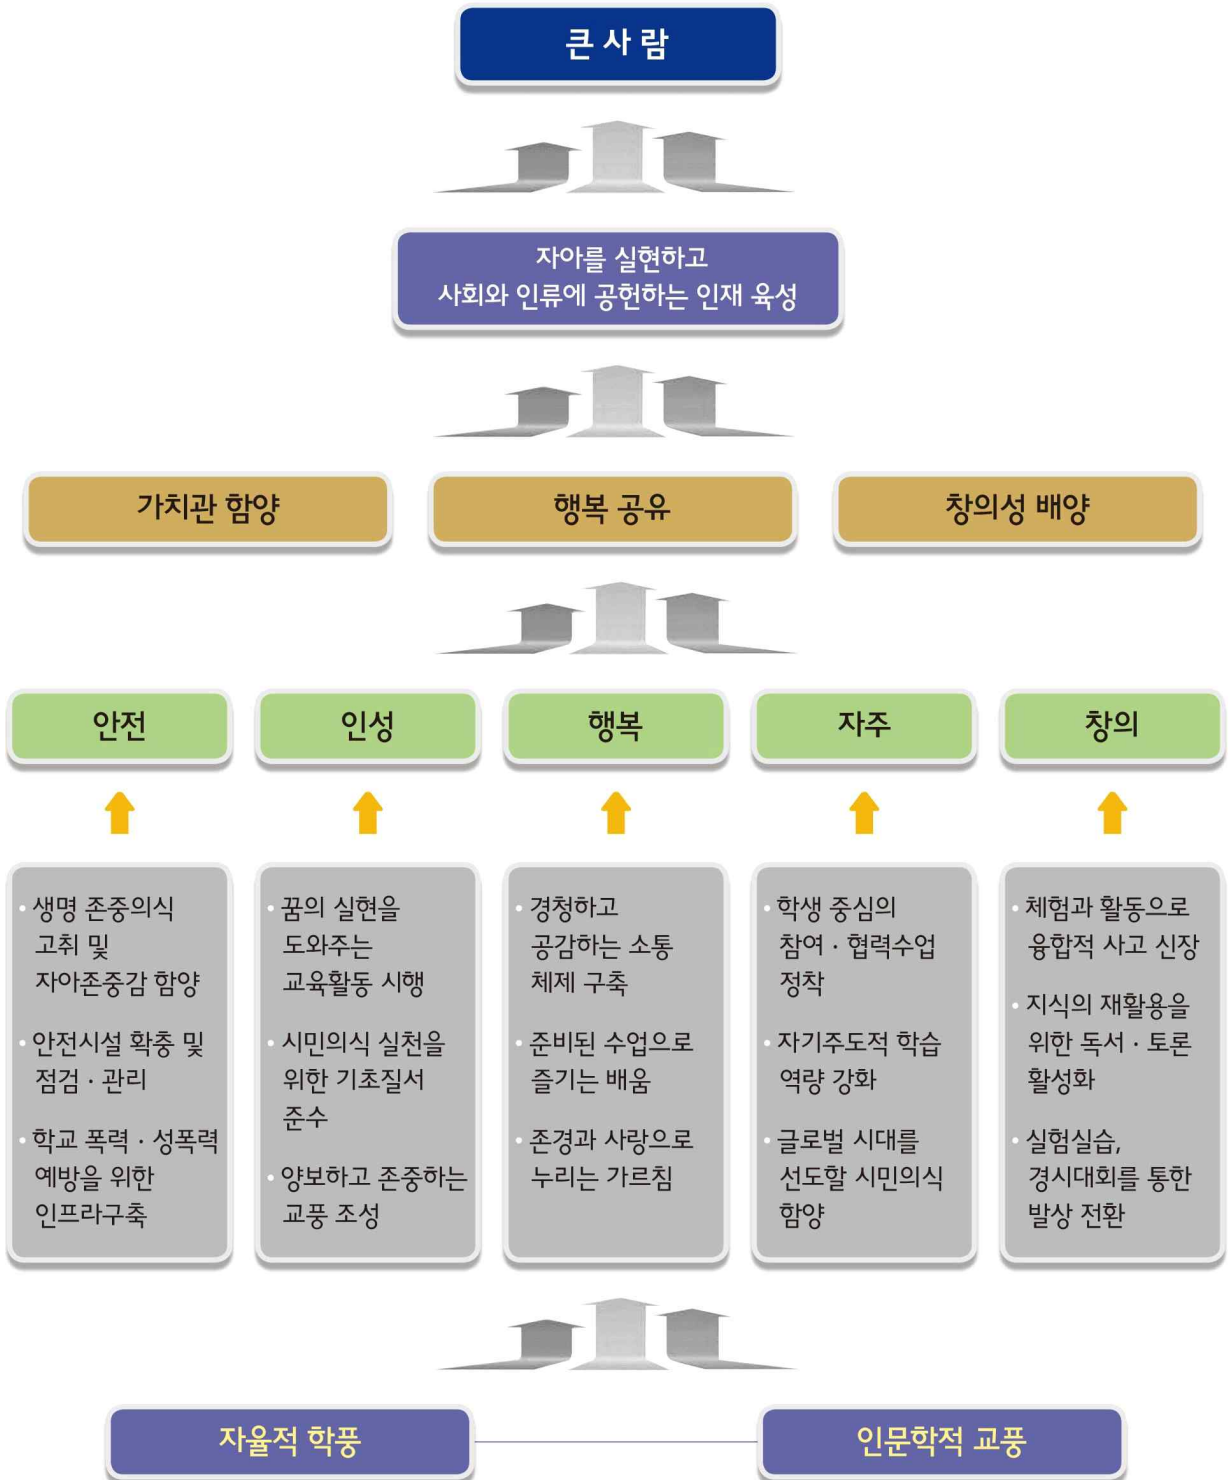 큰 사 람
자아를 실현하고
사회와 인류에 공헌하는 인재 육성
가치관 함양
행복 공유
창의성 배양
안전
인성
행복
자주
창의
• 생명 존중의식
고취 및
자아존중감 함양
• 안전시설 확충 및
점검 · 관리
• 학교 폭력 · 성폭력
예방을 위한
인프라구축
• 꿈의 실현을
도와주는
교육활동 시행
• 시민의식 실천을
위한 기초질서
준수
• 양보하고 존중하는
교풍 조성
• 경청하고
공감하는 소통
체제 구축
• 준비된 수업으로
즐기는 배움
• 존경과 사랑으로
누리는 가르침
• 학생 중심의
참여 · 협력수업
정착
• 자기주도적 학습
역량 강화
• 글로벌 시대를
선도할 시민의식
함양
• 체험과 활동으로
융합적 사고 신장
• 지식의 재활용을
위한 독서 · 토론
활성화
• 실험실습,
경시대회를 통한
발상 전환
자율적 학풍
인문학적 교풍